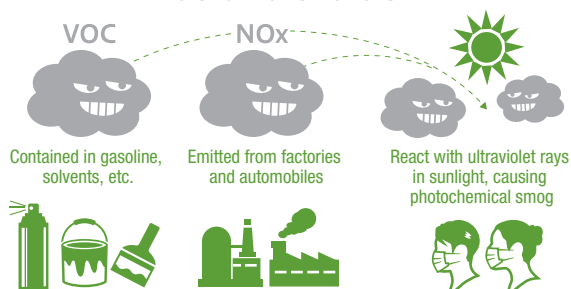 VOC
NOx
Contained in gasoline,
solvents, etc.
Emitted from factories
and automobiles
React with ultraviolet rays
in sunlight, causing
photochemical smog